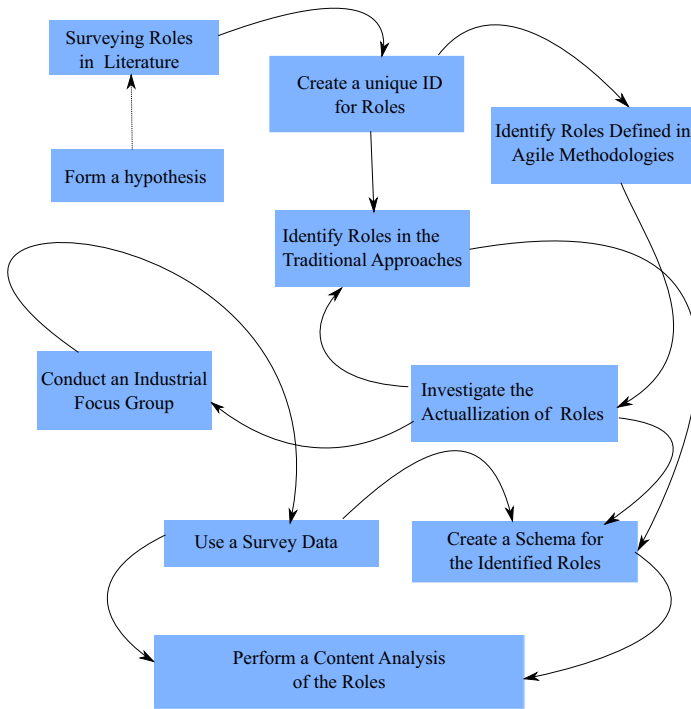 Surveying Roles
in Literature
Create a unique ID
for Roles
Identify Roles Defined in
Agile Methodologies
Form a hypothesis
Identify Roles in the
Traditional Approaches
Conduct an Industrial
Focus Group
Investigate the
Actuallization of Roles
Use a Survey Data
Create a Schema for
the Identified Roles
Perform a Content Analysis
of the Roles